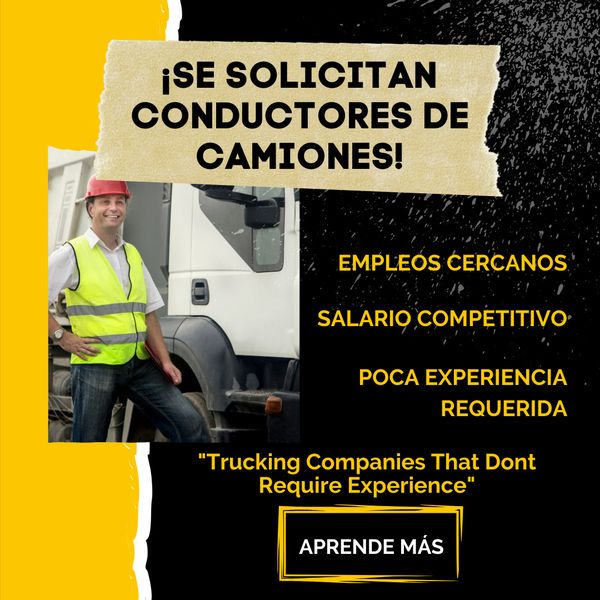 ¡SE SOLICITAN
CONDUCTORES DE
CAMIONES!
EMPLEOS CERCANOS
SALARIO COMPETITIVO
POCA EXPERIENCIA
REQUERIDA
"Trucking Companies That Dont
Require Experience"
APRENDE MÁS